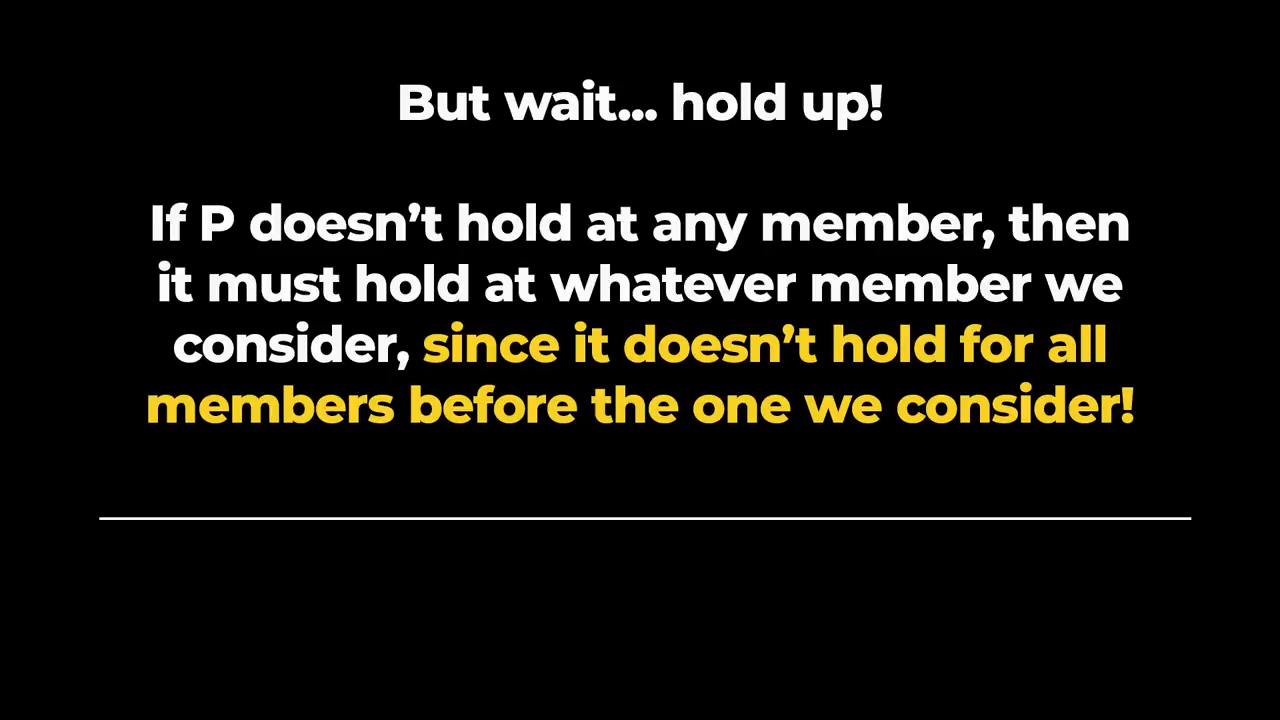 But wait... hold up!
If P doesn’t hold at any member, then
it must hold at whatever member we
consider, since it doesn’t hold for all
members before the one we consider!